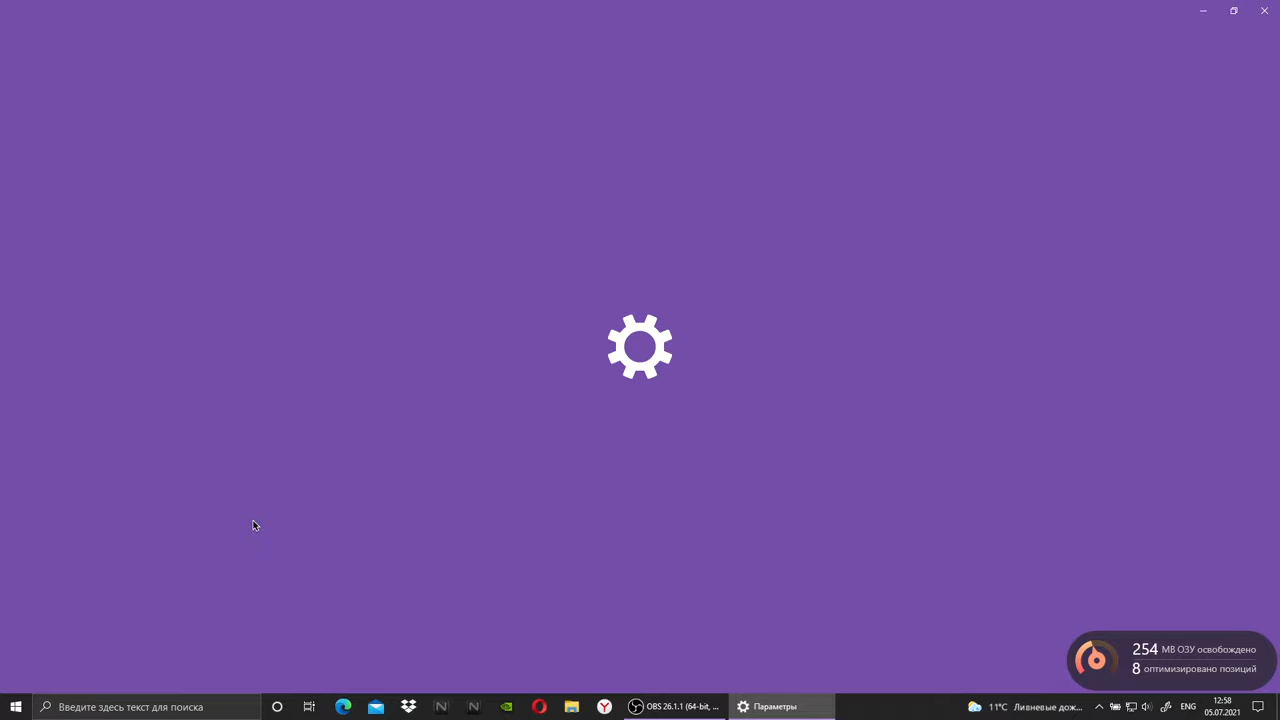 254 МВ ОЗУ освобождено
8 оптимизировано позиций
Введите здесь текст для поиска
OBS 26.1.1 (64-bit, ...
Параметры
11°C Ливневые дож...
ENG
12:58
05.07.2021